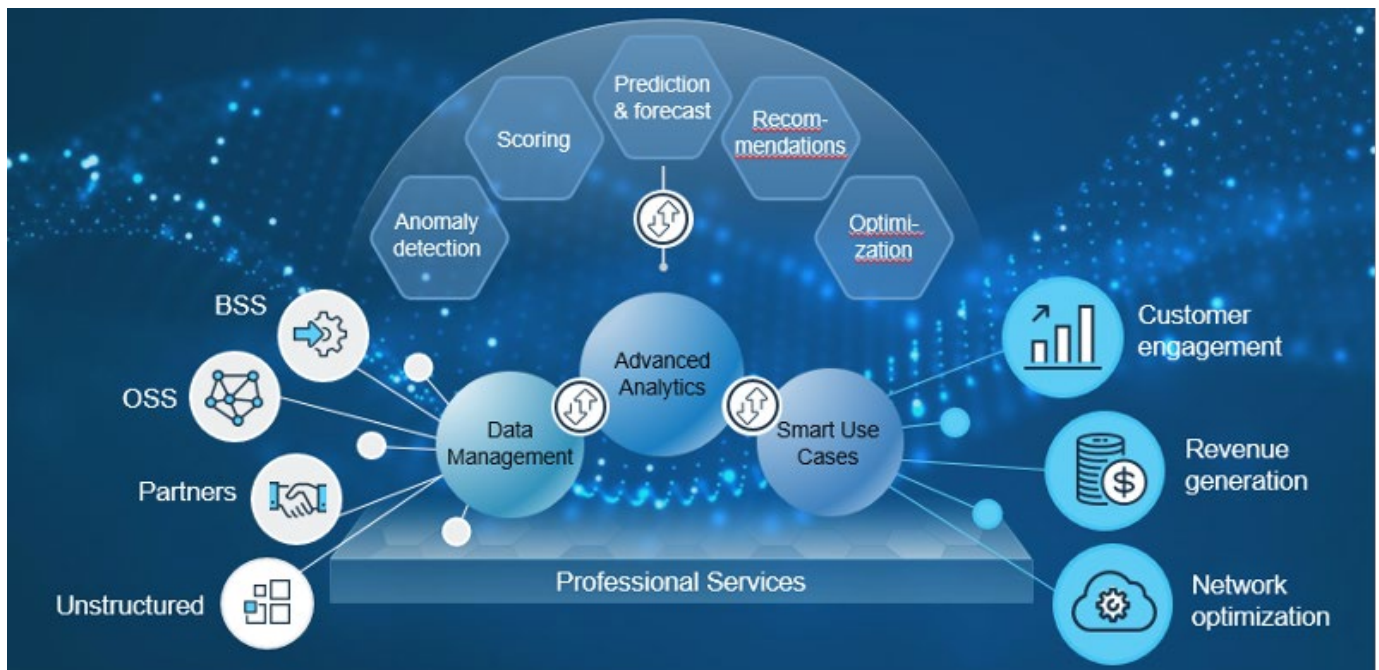 Prediction
& forecast
Scoring
Recom-
mendations
Anomaly
detection
Optimi-
zation
BSS
OSS
Partners
Unstructured
Data
Management
Advanced
Analytics
Smart Use
Cases
Customer
engagement
Revenue
generation
$
Network
optimization
Professional Services